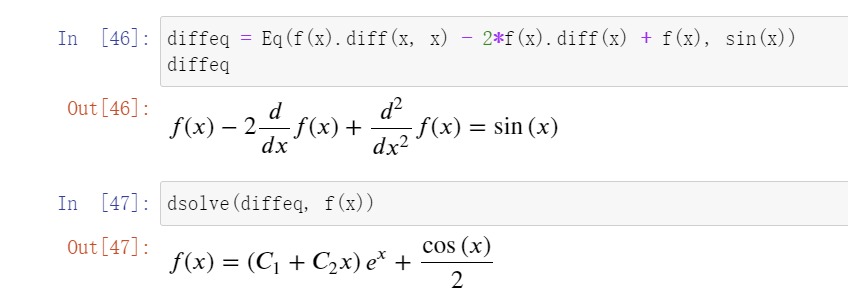 In [46]: diffeq = Eq(f(x).diff(x, x) - 2*f(x).diff(x) + f(x), sin(x))
diffeq
Out[46]: f(x) − 2 d/dx f(x) + d²/dx² f(x) = sin (x)
In [47]: dsolve(diffeq, f(x))
Out[47]: f(x) = (C₁ + C₂x) eˣ + cos (x)/2